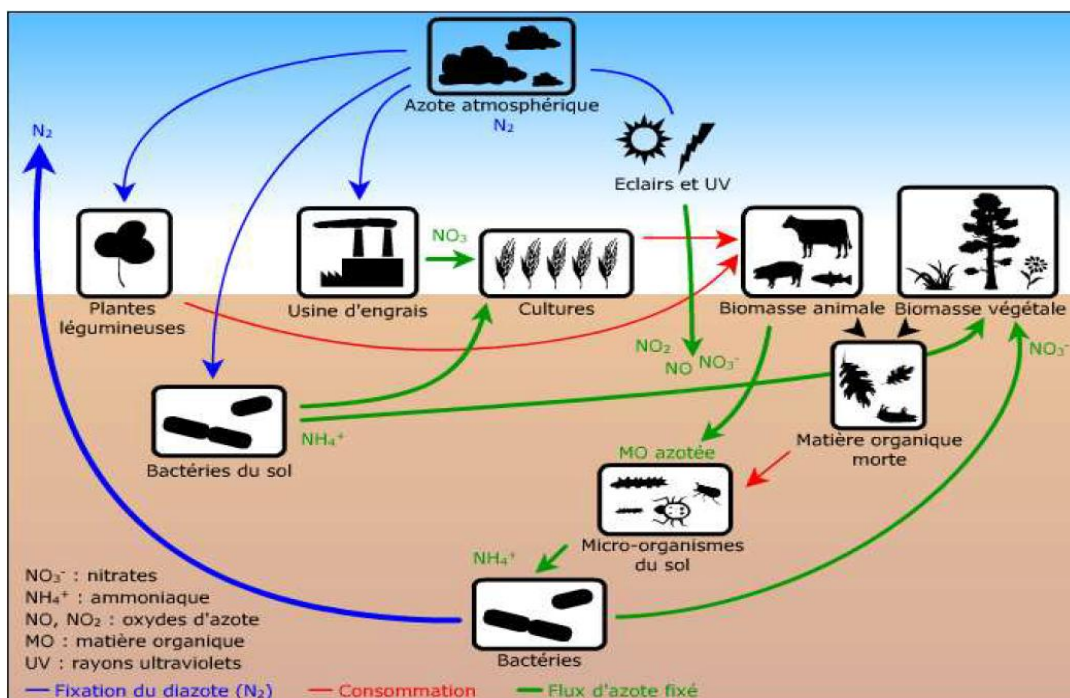 Azote atmosphérique
N₂
N₂
Eclairs et UV
NO₃
Plantes
légumineuses
Usine d'engrais
Cultures
Biomasse animale
Biomasse végétale
NO₂
NO
NO₃⁻
NO₃⁻
NH₄⁺
Bactéries du sol
MO azotée
Matière organique
morte
Micro-organismes
du sol
NH₄⁺
Bactéries
NO₃⁻ : nitrates
NH₄⁺ : ammoniaque
NO, NO₂ : oxydes d'azote
MO : matière organique
UV : rayons ultraviolets
Fixation du diazote (N₂)
Consommation
Flux d'azote fixé